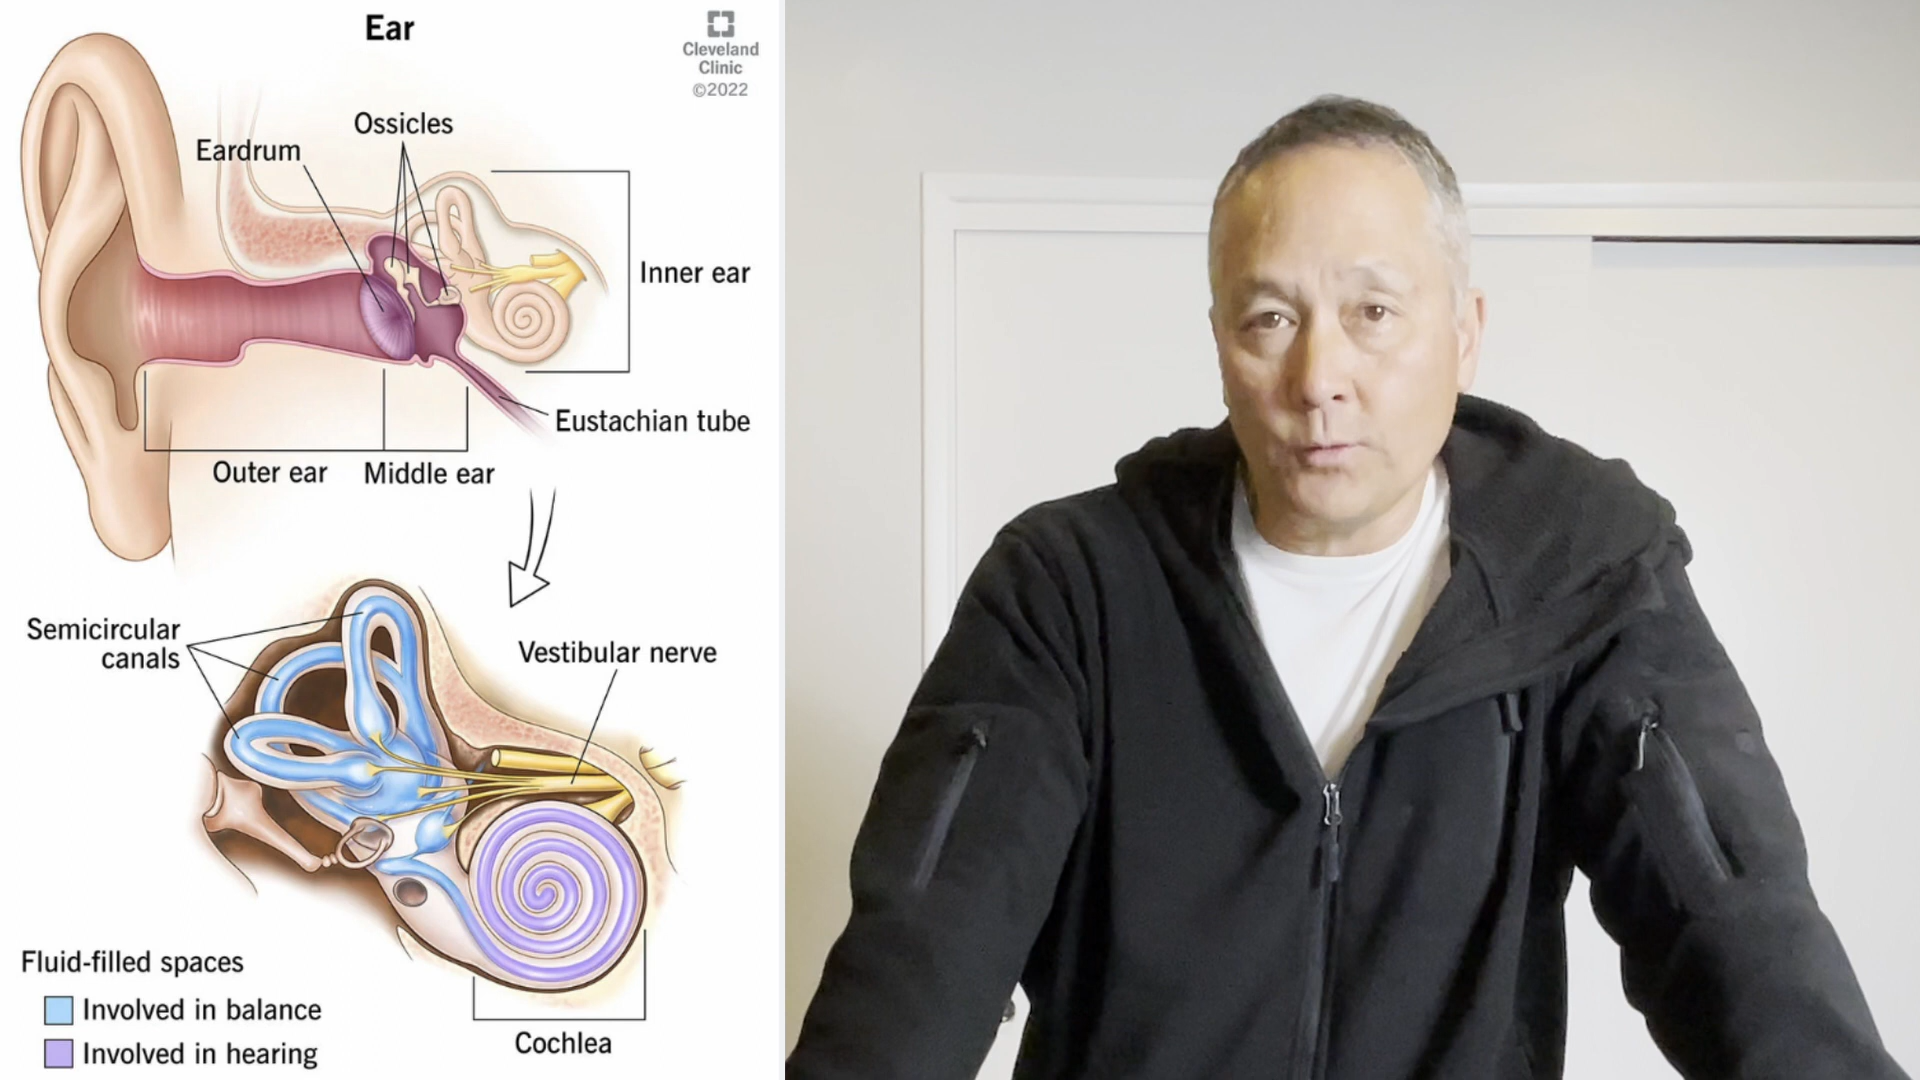 Ear
Cleveland
Clinic
©2022
Ossicles
Eardrum
Inner ear
Eustachian tube
Outer ear
Middle ear
Semicircular
canals
Vestibular nerve
Fluid-filled spaces
Involved in balance
Involved in hearing
Cochlea